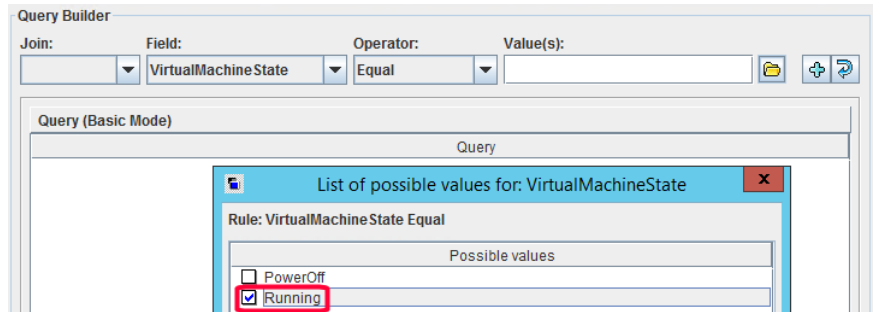 Query Builder
Join: Field: Operator: Value(s):
VirtualMachineState Equal
Query (Basic Mode)
Query
List of possible values for: VirtualMachineState x
Rule: VirtualMachineState Equal
Possible values
PowerOff
Running